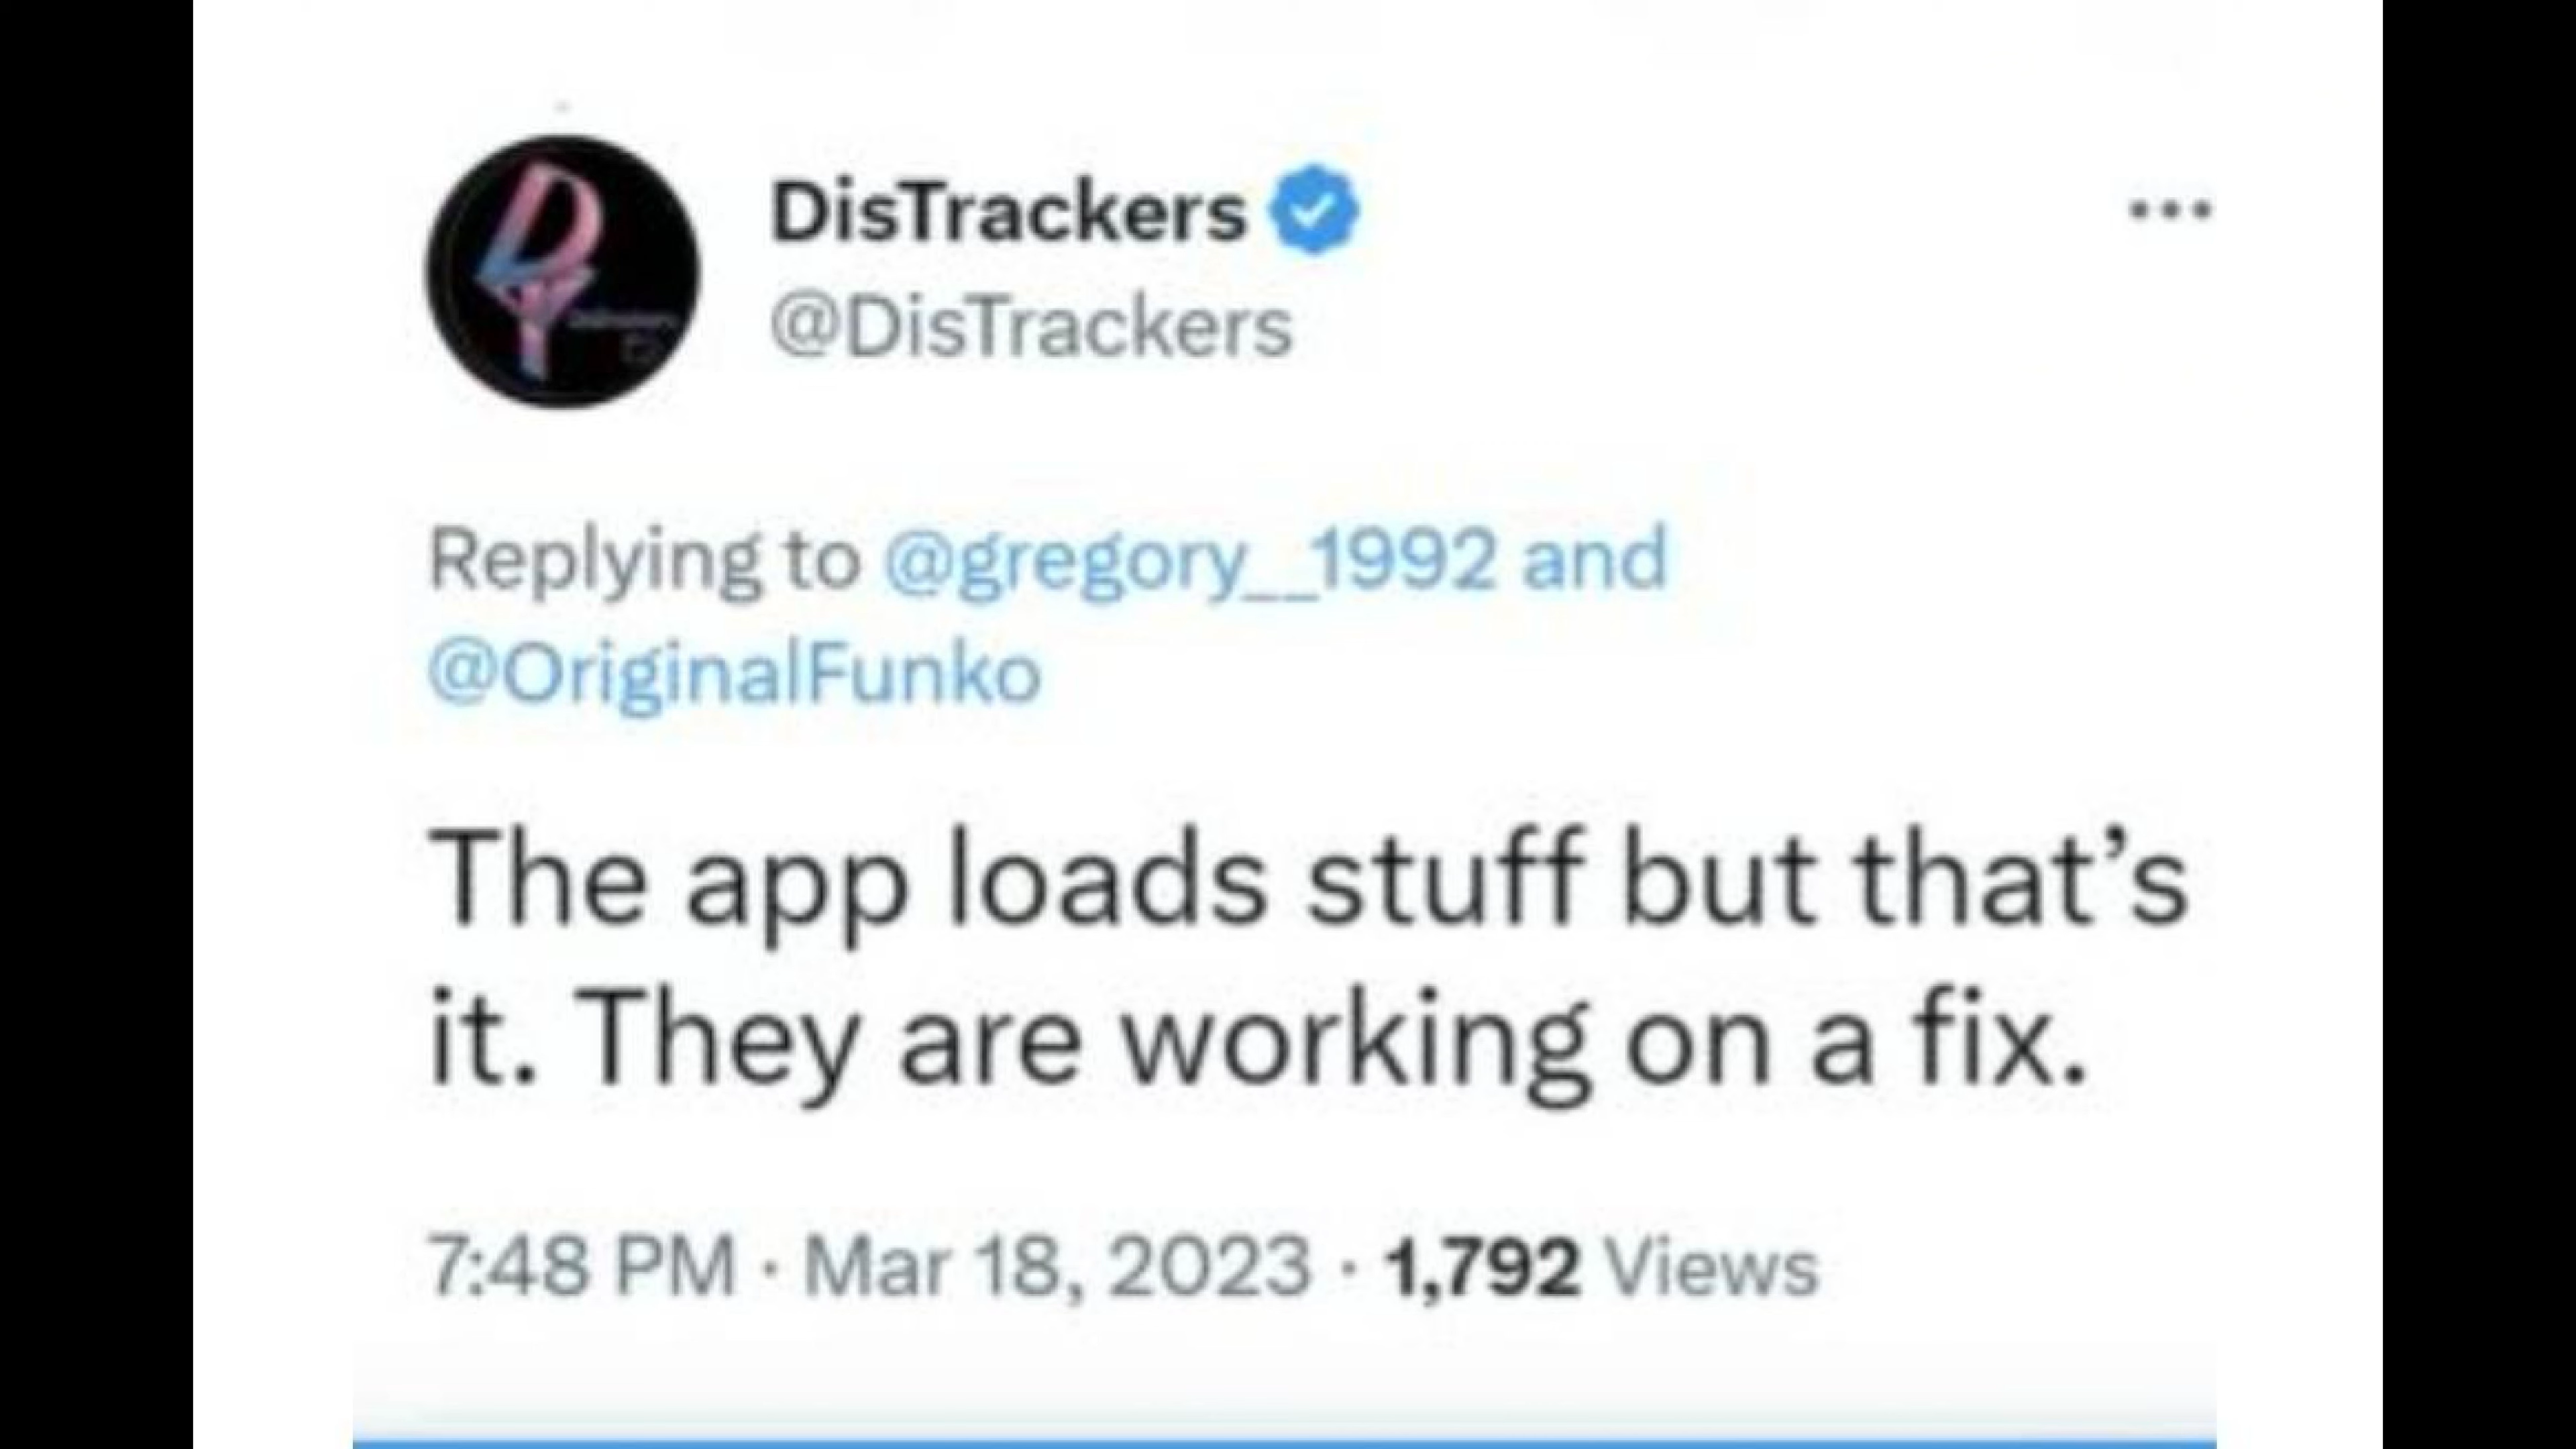 DisTrackers
@DisTrackers
Replying to @gregory__1992 and
@OriginalFunko
The app loads stuff but that’s
it. They are working on a fix.
7:48 PM · Mar 18, 2023 · 1,792 Views